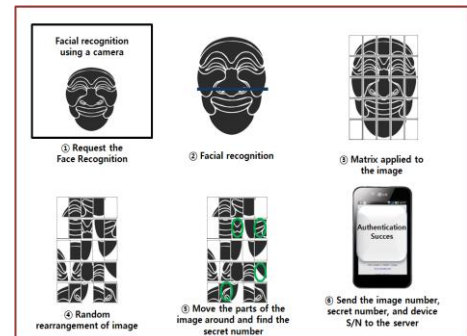 Facial recognition
using a camera
① Request the
Face Recognition
② Facial recognition
③ Matrix applied to
the image
④ Random
rearrangement of image
⑤ Move the parts of the
image around and find the
secret number
Authentication
Succes
⑥ Send the image number,
secret number, and device
S/N to the server